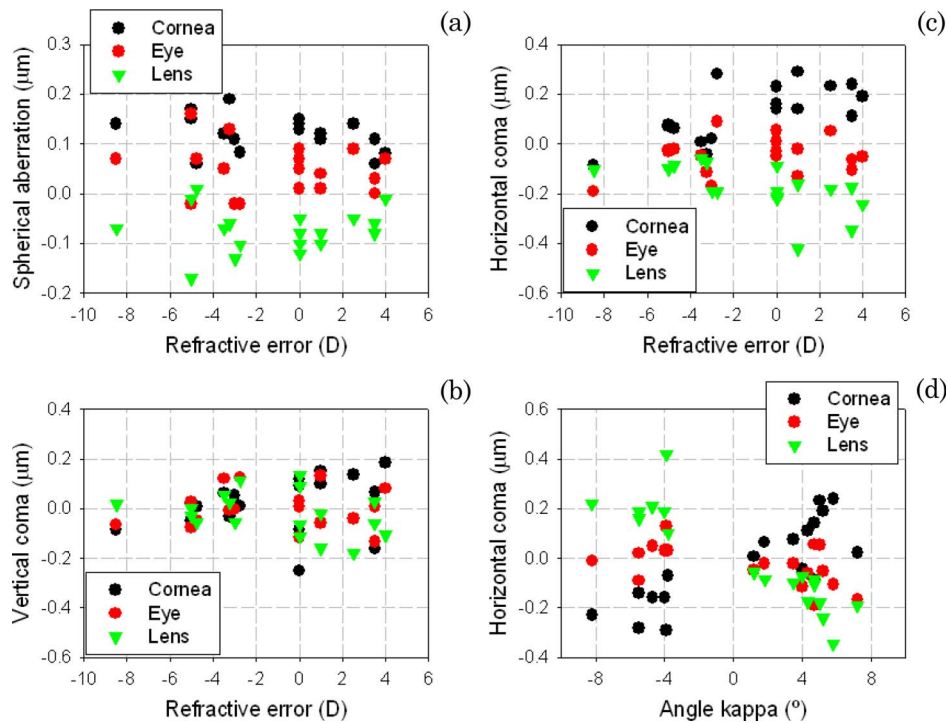 (a)
Cornea
Eye
Lens
Spherical aberration (μm)
0.3
0.2
0.1
0.0
-0.1
-0.2
-10 -8 -6 -4 -2 0 2 4 6
Refractive error (D)
(c)
Horizontal coma (μm)
0.4
0.2
0.0
-0.2
-0.4
-0.6
Cornea
Eye
Lens
-10 -8 -6 -4 -2 0 2 4 6
Refractive error (D)
(b)
Vertical coma (μm)
0.4
0.2
0.0
-0.2
-0.4
-0.6
Cornea
Eye
Lens
-10 -8 -6 -4 -2 0 2 4 6
Refractive error (D)
(d)
Cornea
Eye
Lens
Horizontal coma (μm)
0.6
0.4
0.2
0.0
-0.2
-0.4
-8 -4 0 4 8
Angle kappa (º)